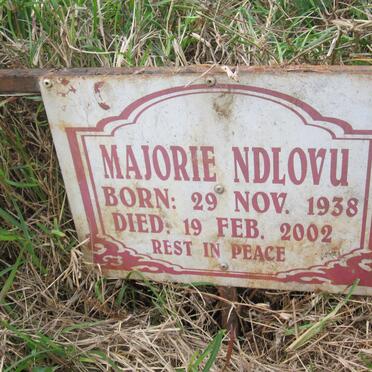 MAJORIE NDLOVU
BORN: 29 NOV. 1938
DIED: 19 FEB. 2002
REST IN PEACE